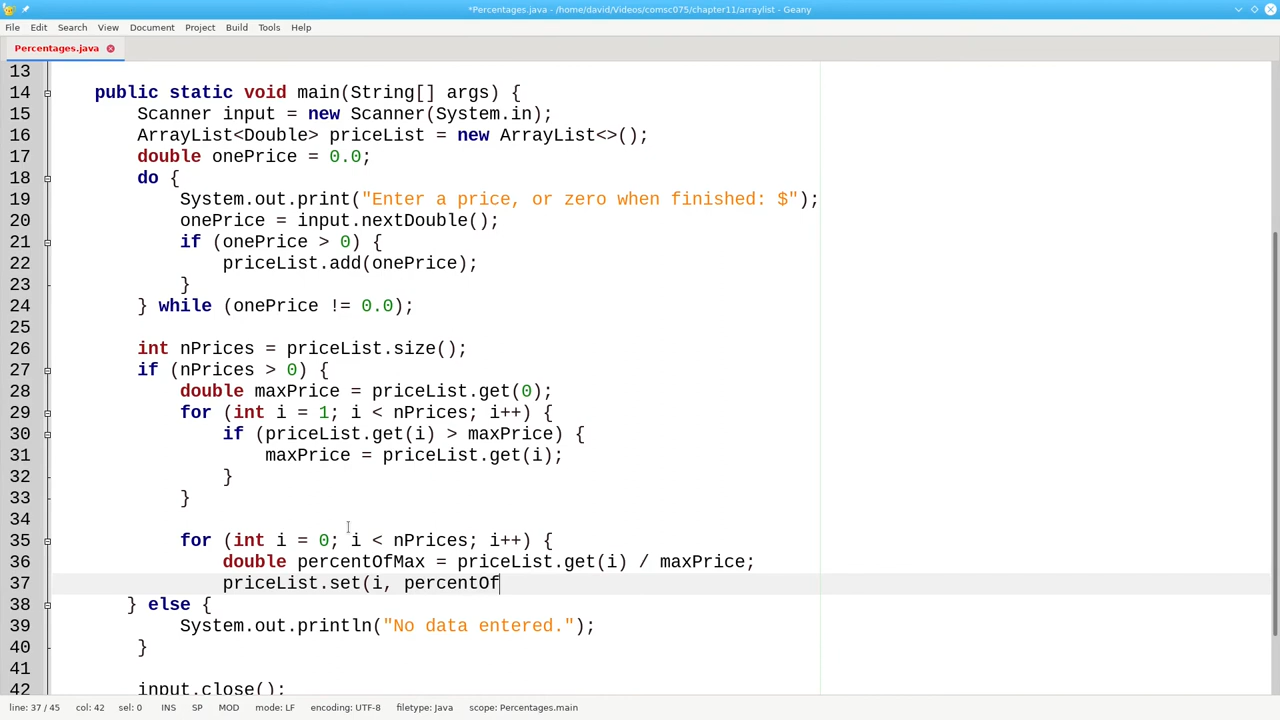 *Percentages.java - /home/david/Videos/comsc075/chapter11/arraylist - Geany
File Edit Search View Document Project Build Tools Help
Percentages.java
13
14 public static void main(String[] args) {
15 Scanner input = new Scanner(System.in);
16 ArrayList<Double> priceList = new ArrayList<>();
17 double onePrice = 0.0;
18 do {
19 System.out.print("Enter a price, or zero when finished: $");
20 onePrice = input.nextDouble();
21 if (onePrice > 0) {
22 priceList.add(onePrice);
23 }
24 } while (onePrice != 0.0);
25
26 int nPrices = priceList.size();
27 if (nPrices > 0) {
28 double maxPrice = priceList.get(0);
29 for (int i = 1; i < nPrices; i++) {
30 if (priceList.get(i) > maxPrice) {
31 maxPrice = priceList.get(i);
32 }
33 }
34
35 for (int i = 0; i < nPrices; i++) {
36 double percentOfMax = priceList.get(i) / maxPrice;
37 priceList.set(i, percentOf
38 } else {
39 System.out.println("No data entered.");
40 }
41
42 input.close();
line: 37 / 45 col: 42 sel: 0 INS SP MOD mode: LF encoding: UTF-8 filetype: Java scope: Percentages.main